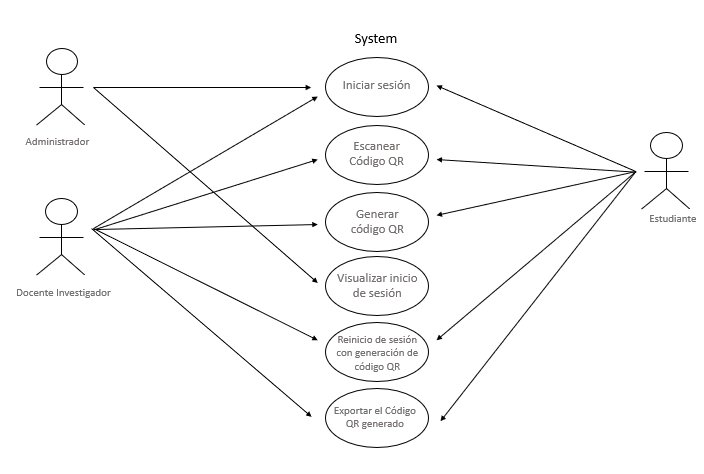 System
Iniciar sesión
Administrador
Escanear
Código QR
Generar
código QR
Estudiante
Visualizar inicio
de sesión
Docente Investigador
Reinicio de sesión
con generación de
código QR
Exportar el Código
QR generado